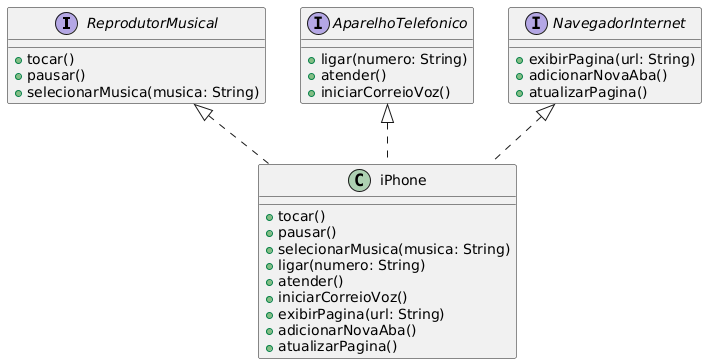 I ReprodutorMusical
+ tocar()
+ pausar()
+ selecionarMusica(musica: String)
I AparelhoTelefonico
+ ligar(numero: String)
+ atender()
+ iniciarCorreioVoz()
I NavegadorInternet
+ exibirPagina(url: String)
+ adicionarNovaAba()
+ atualizarPagina()
C iPhone
+ tocar()
+ pausar()
+ selecionarMusica(musica: String)
+ ligar(numero: String)
+ atender()
+ iniciarCorreioVoz()
+ exibirPagina(url: String)
+ adicionarNovaAba()
+ atualizarPagina()